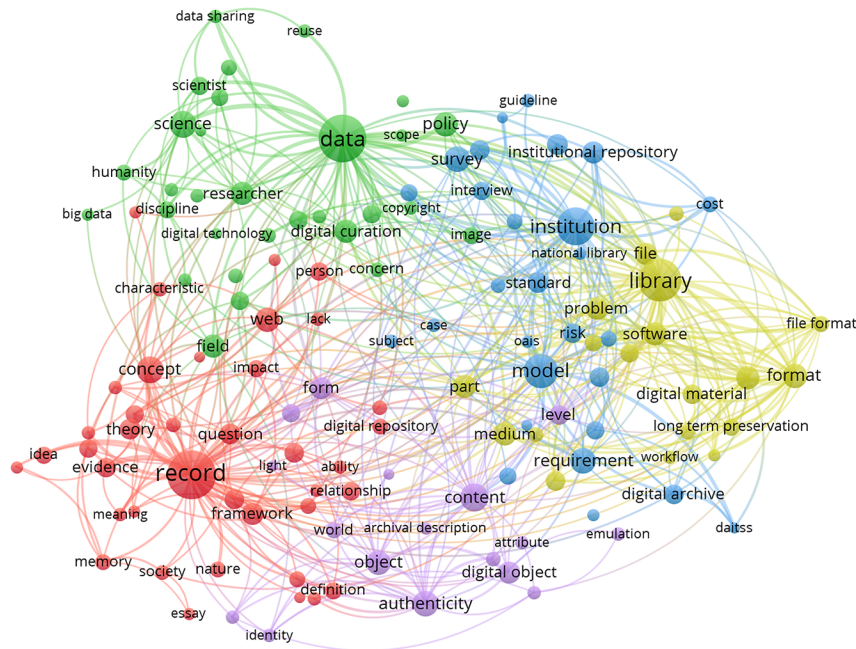 data sharing
reuse
scientist
guideline
science
data
scope
policy
survey
institutional repository
humanity
researcher
interview
cost
big data
discipline
copyright
institution
digital technology
digital curation
image
national library
file
person
concern
standard
library
characteristic
problem
web
lack
case
file format
field
subject
oais
risk
software
concept
impact
model
format
form
part
digital material
level
theory
question
digital repository
medium
long term preservation
idea
evidence
record
light
ability
requirement
workflow
relationship
content
digital archive
meaning
framework
world
archival description
attribute
emulation
daitss
memory
society
nature
object
digital object
definition
authenticity
essay
identity